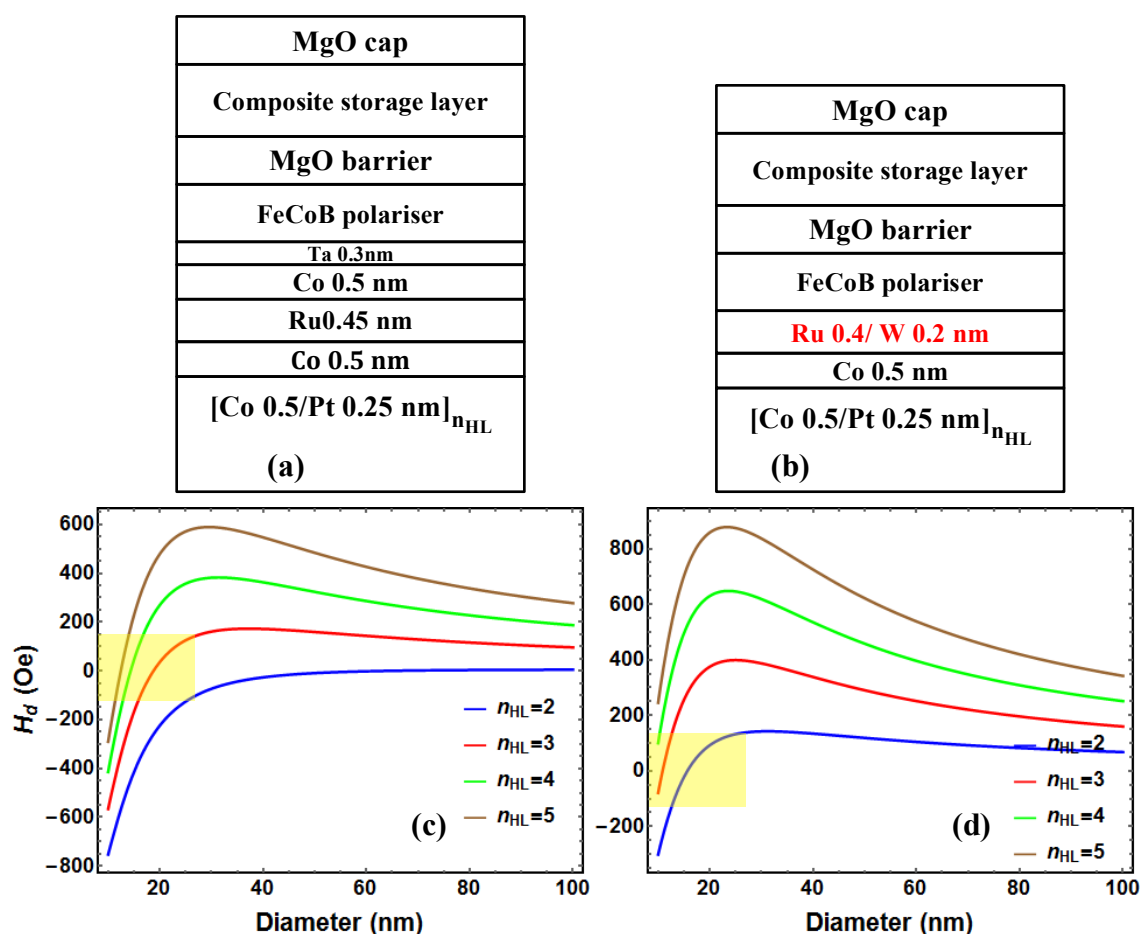 MgO cap
Composite storage layer
MgO barrier
FeCoB polariser
Ta 0.3nm
Co 0.5 nm
Ru0.45 nm
Co 0.5 nm
[Co 0.5/Pt 0.25 nm]nHL
(a)
MgO cap
Composite storage layer
MgO barrier
FeCoB polariser
Ru 0.4/ W 0.2 nm
Co 0.5 nm
[Co 0.5/Pt 0.25 nm]nHL
(b)
600
400
200
0
−200
−400
−600
−800
Hd (Oe)
nHL=2
nHL=3
nHL=4
nHL=5
(c)
20 40 60 80 100
Diameter (nm)
800
600
400
200
0
−200
nHL=2
nHL=3
nHL=4
nHL=5
(d)
20 40 60 80 100
Diameter (nm)